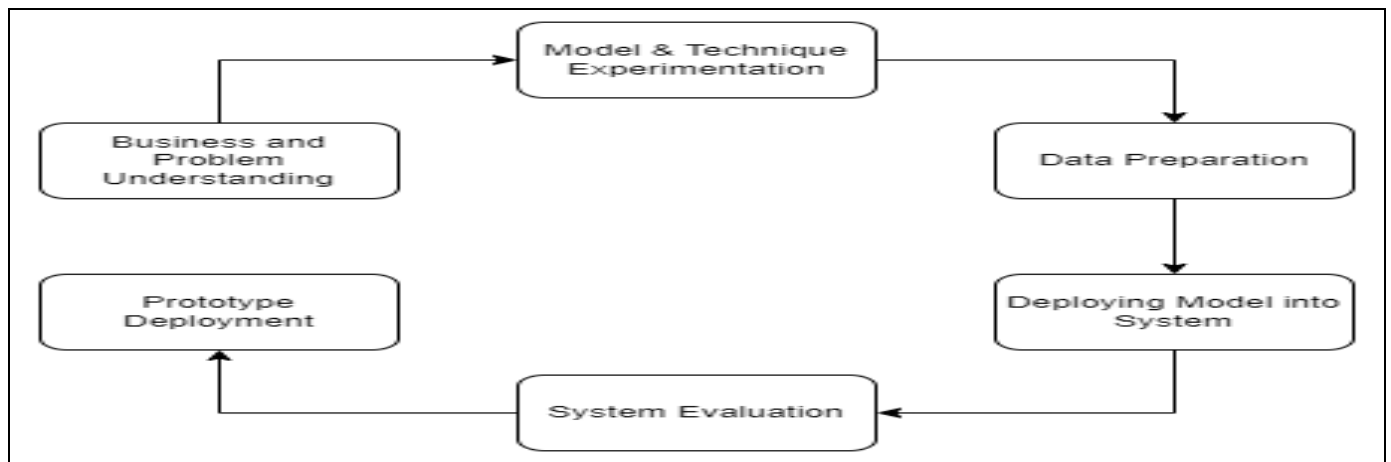 Model & Technique
Experimentation
Business and
Problem
Understanding
Data Preparation
Prototype
Deployment
Deploying Model into
System
System Evaluation